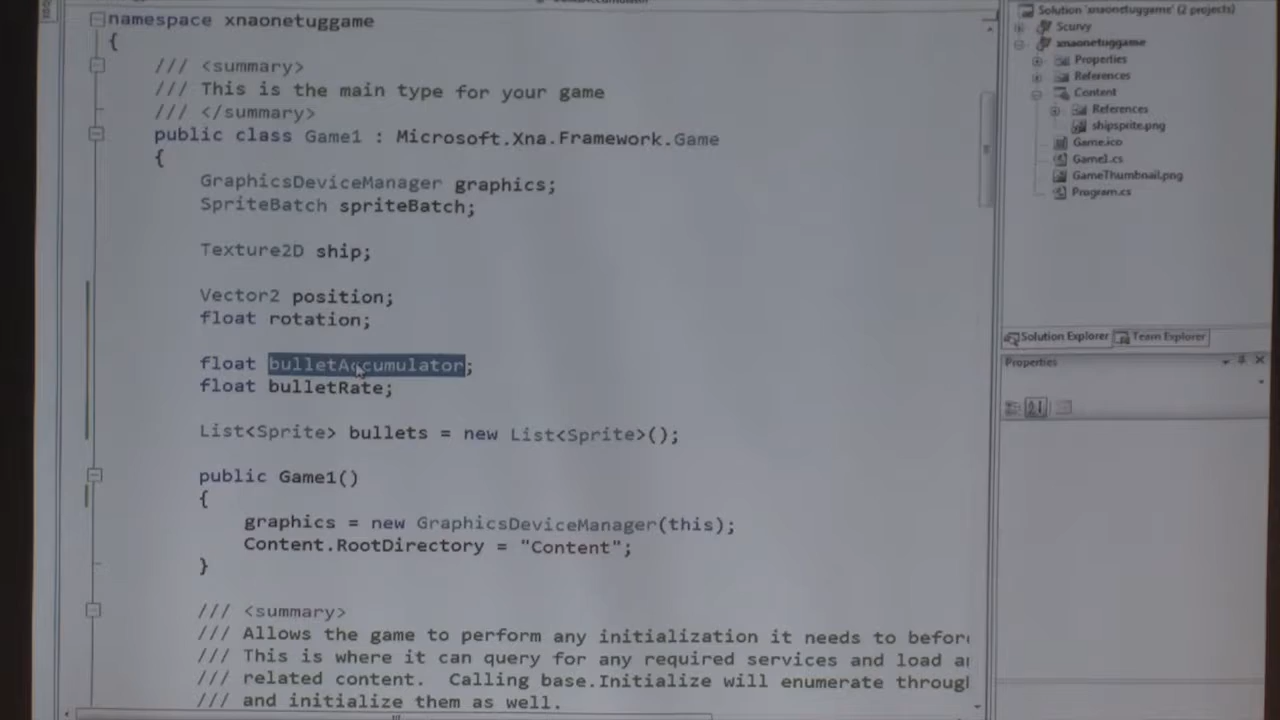 namespace xnaonetuggame
{
/// <summary>
/// This is the main type for your game
/// </summary>
public class Game1 : Microsoft.Xna.Framework.Game
{
GraphicsDeviceManager graphics;
SpriteBatch spriteBatch;
Texture2D ship;
Vector2 position;
float rotation;
float bulletAccumulator;
float bulletRate;
List<Sprite> bullets = new List<Sprite>();
public Game1()
{
graphics = new GraphicsDeviceManager(this);
Content.RootDirectory = "Content";
}
/// <summary>
/// Allows the game to perform any initialization it needs to befor
/// This is where it can query for any required services and load a
/// related content.  Calling base.Initialize will enumerate throug
/// and initialize them as well.
Solution 'xnaonetuggame' (2 projects)
Scurvy
xnaonetuggame
Properties
References
Content
References
shipsprite.png
Game.ico
Game1.cs
GameThumbnail.png
Program.cs
Solution Explorer
Team Explorer
Properties